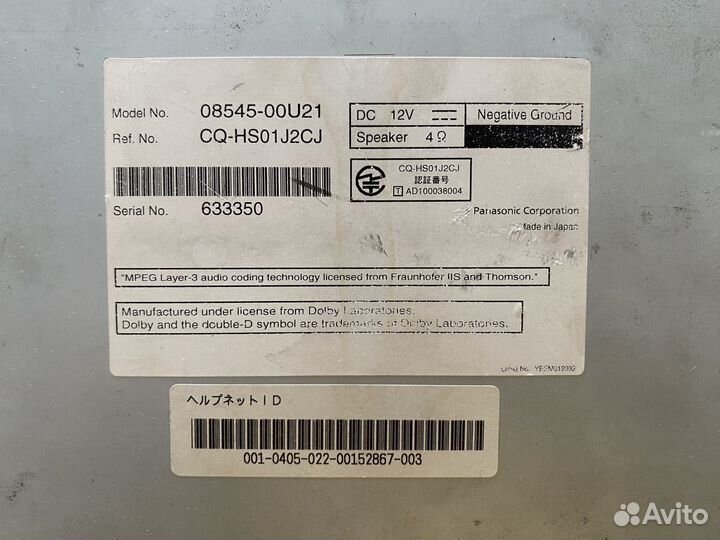 Model No. 08545-00U21
Ref. No. CQ-HS01J2CJ
DC 12V
Negative Ground
Speaker 4Ω
CQ-HS01J2CJ
認証番号
T AD100038004
Serial No. 633350
Panasonic Corporation
Made in Japan
"MPEG Layer-3 audio coding technology licensed from Fraunhofer IIS and Thomson."
Manufactured under license from Dolby Laboratories.
Dolby and the double-D symbol are trademarks of Dolby Laboratories.
ヘルプネットID
001-0405-022-00152867-003
Avito